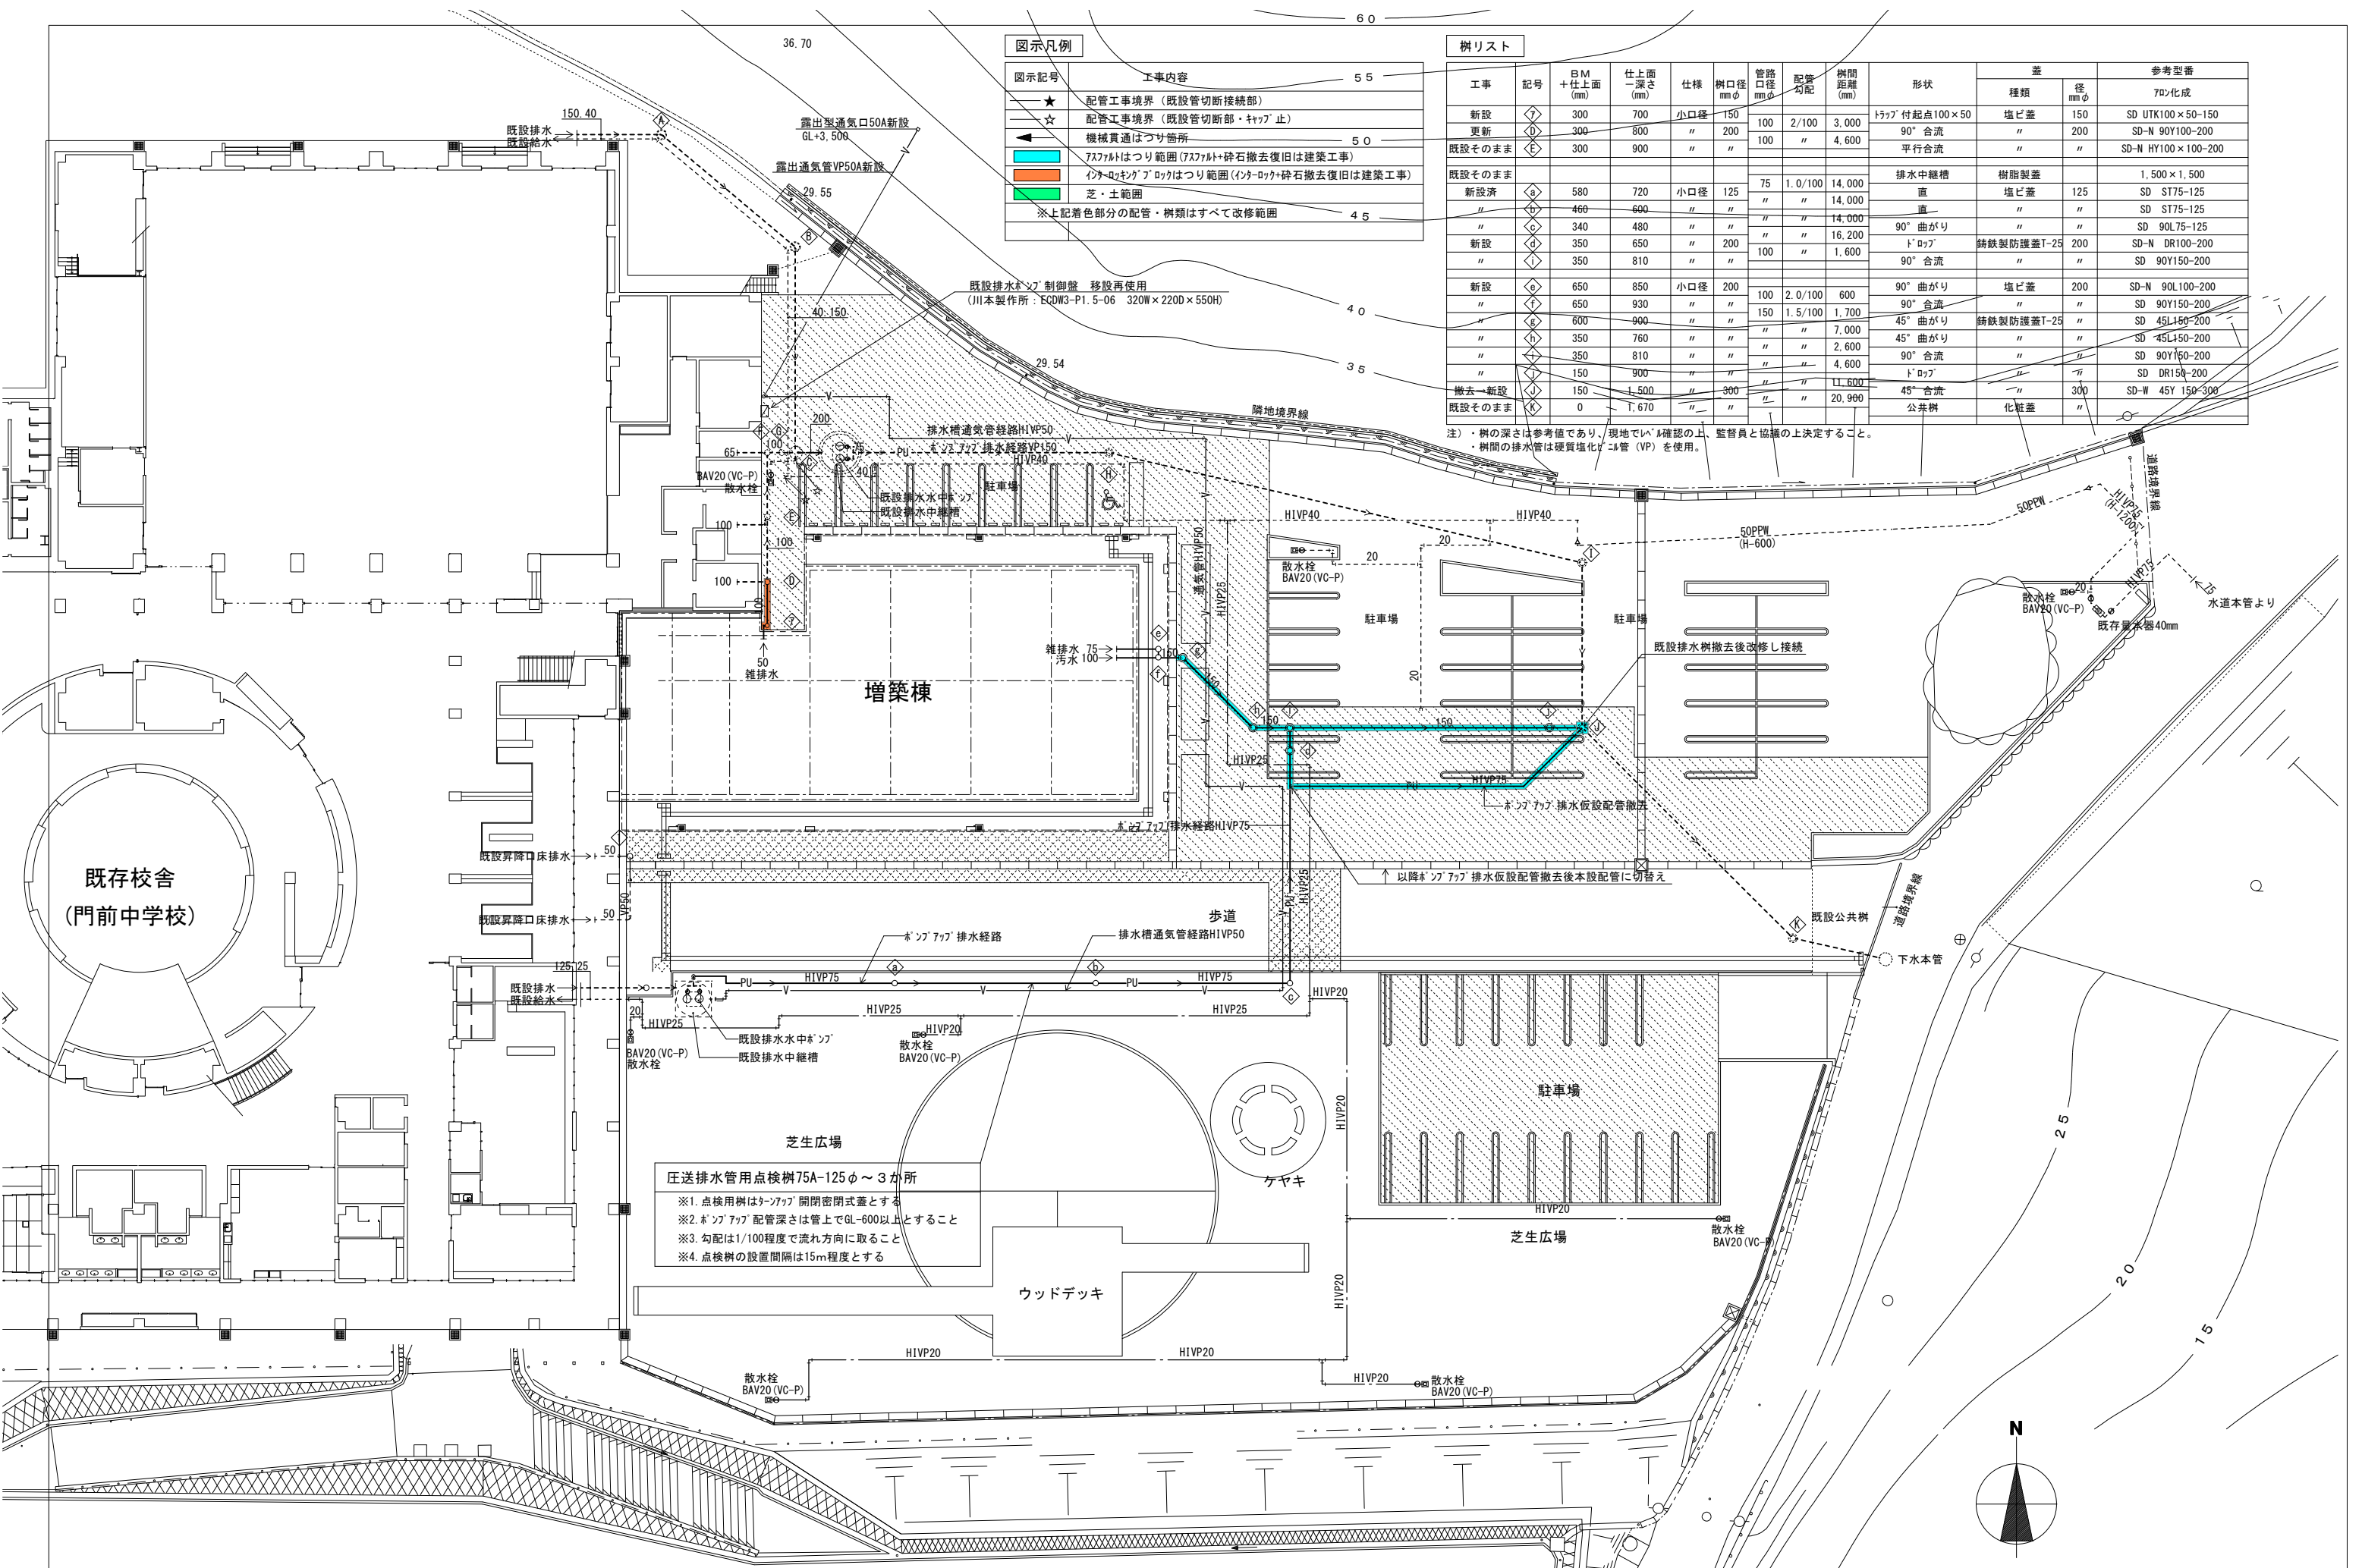 60
36.70
55
50
45
40
35
図示凡例
図示記号 工事内容
★ 配管工事境界（既設管切断接続部）
☆ 配管工事境界（既設管切断部・ｷｬｯﾌﾟ止）
機械貫通はつり箇所
ｱｽﾌｧﾙﾄはつり範囲(ｱｽﾌｧﾙﾄ+砕石撤去復旧は建築工事)
ｲﾝﾀｰﾛｯｷﾝｸﾞﾌﾞﾛｯｸはつり範囲(ｲﾝﾀｰﾛｯｸ+砕石撤去復旧は建築工事)
芝・土範囲
※上記着色部分の配管・桝類はすべて改修範囲
桝リスト
工事 記号 ＢＭ＋仕上面(㎜) 仕上面－深さ(㎜) 仕様 桝口径㎜φ 管路口径㎜φ 配管勾配 桝間距離(㎜) 形状 蓋 種類 径㎜φ 参考型番 ｱﾛﾝ化成
新設 ｱ 300 700 小口径 150 ﾄﾗｯﾌﾟ付起点100×50 塩ビ蓋 150 SD UTK100×50-150
100 2/100 3,000
更新 D 300 800 〃 200 90°合流 〃 200 SD-N 90Y100-200
100 〃 4,600
既設そのまま E 300 900 〃 〃 平行合流 〃 〃 SD-N HY100×100-200
既設そのまま 排水中継槽 樹脂製蓋 1,500×1,500
75 1.0/100 14,000
新設済 a 580 720 小口径 125 直 塩ビ蓋 125 SD ST75-125
〃 〃 14,000
〃 b 460 600 〃 〃 直 〃 〃 SD ST75-125
〃 〃 14,000
〃 c 340 480 〃 〃 90°曲がり 〃 〃 SD 90L75-125
〃 〃 16,200
新設 d 350 650 〃 200 ﾄﾞﾛｯﾌﾟ 鋳鉄製防護蓋T-25 200 SD-N DR100-200
100 〃 1,600
〃 i 350 810 〃 〃 90°合流 〃 〃 SD 90Y150-200
新設 e 650 850 小口径 200 90°曲がり 塩ビ蓋 200 SD-N 90L100-200
100 2.0/100 600
〃 f 650 930 〃 〃 90°合流 〃 〃 SD 90Y150-200
150 1.5/100 1,700
〃 g 600 900 〃 〃 45°曲がり 鋳鉄製防護蓋T-25 〃 SD 45L150-200
〃 〃 7,000
〃 h 350 760 〃 〃 45°曲がり 〃 〃 SD 45L150-200
〃 〃 2,600
〃 i 350 810 〃 〃 90°合流 〃 〃 SD 90Y150-200
〃 〃 4,600
〃 j 150 900 〃 〃 ﾄﾞﾛｯﾌﾟ 〃 〃 SD DR150-200
〃 〃 11,600
撤去→新設 J 150 1,500 〃 300 45°合流 〃 300 SD-W 45Y 150-300
〃 〃 20,900
既設そのまま K 0 1,670 〃 〃 公共桝 化粧蓋 〃
注）・桝の深さは参考値であり、現地でﾚﾍﾞﾙ確認の上、監督員と協議の上決定すること。
・桝間の排水管は硬質塩化ﾋﾞﾆﾙ管（VP）を使用。
150.40
既設排水
既設給水
A
露出型通気口50A新設
GL+3,500
露出通気管VP50A新設
29.55
B
既設排水ﾎﾟﾝﾌﾟ制御盤 移設再使用
(川本製作所：ECDW3-P1.5-06 320W×220D×550H)
40.150
29.54
隣地境界線
V
200
排水槽通気管経路HIVP50
V
F G
100
75
65
ﾎﾟﾝﾌﾟｱｯﾌﾟ排水経路VP150
PU
HIVP40
H
40
BAV20(VC-P)
散水栓
既設排水水中ﾎﾟﾝﾌﾟ
既設排水中継槽
駐車場
E
100
100
100
D
100
ｱ
50
雑排水
通気管HIVP50
HIVP25
HIVP40
HIVP40
20
20
20
散水栓
BAV20(VC-P)
I
駐車場
駐車場
50PPW
(H-600)
50PPW
HIVP75
(H-1200)
道路境界線
HIVP75
75
20
散水栓
BAV20(VC-P)
水道本管より
既存量水器40mm
既設排水桝撤去後改修し接続
雑排水 75
汚水 100
e
f
g
150
増築棟
h
i
150
150
j
J
d
HIVP25
HIVP75
PU
V
ﾎﾟﾝﾌﾟｱｯﾌﾟ排水仮設配管撤去
ﾎﾟﾝﾌﾟｱｯﾌﾟ排水経路HIVP75
以降ﾎﾟﾝﾌﾟｱｯﾌﾟ排水仮設配管撤去後本設配管に切替え
既設昇降口床排水 50
VP50
既設昇降口床排水 50
既存校舎
(門前中学校)
歩道
PU
HIVP25
K
既設公共桝
道路境界線
下水本管
ﾎﾟﾝﾌﾟｱｯﾌﾟ排水経路
排水槽通気管経路HIVP50
125.25
既設排水
既設給水
PU
HIVP75
a
b
PU
HIVP75
c
V
V
V
HIVP20
20
HIVP25
HIVP25
HIVP25
HIVP20
BAV20(VC-P)
散水栓
既設排水水中ﾎﾟﾝﾌﾟ
既設排水中継槽
散水栓
BAV20(VC-P)
駐車場
HIVP20
芝生広場
圧送排水管用点検桝75A-125φ～３か所
※1.点検用桝はﾀｰﾝｱｯﾌﾟ開閉密閉式蓋とする
※2.ﾎﾟﾝﾌﾟｱｯﾌﾟ配管深さは管上でGL-600以上とすること
※3.勾配は1/100程度で流れ方向に取ること
※4.点検桝の設置間隔は15m程度とする
ケヤキ
HIVP20
散水栓
BAV20(VC-P)
芝生広場
ウッドデッキ
HIVP20
HIVP20
HIVP20
散水栓
BAV20(VC-P)
HIVP20
散水栓
BAV20(VC-P)
25
20
15
N